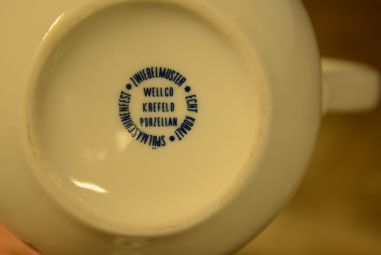 ZWIEBELMUSTER • ECHT KOBALT • SPÜLMASCHINENFEST •
WELLCO
KREFELD
PORZELLAN